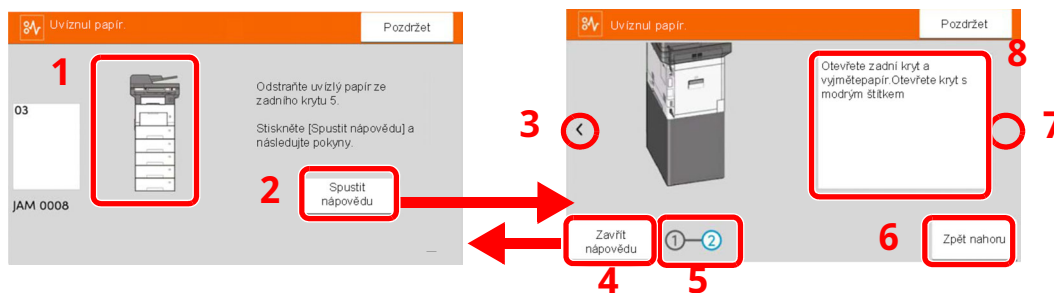 Uvíznul papír.
Pozdržet
1
03
JAM 0008
Odstraňte uvízlý papír ze
zadního krytu 5.
Stiskněte [Spustit nápovědu] a
následujte pokyny.
2
Spustit
nápovědu
Uvíznul papír.
Pozdržet
8
Otevřete zadní kryt a
vyjmětepapír.Otevřete kryt s
modrým štítkem
3
<
7
Zavřít
nápovědu
4
1
2
5
6
Zpět nahoru